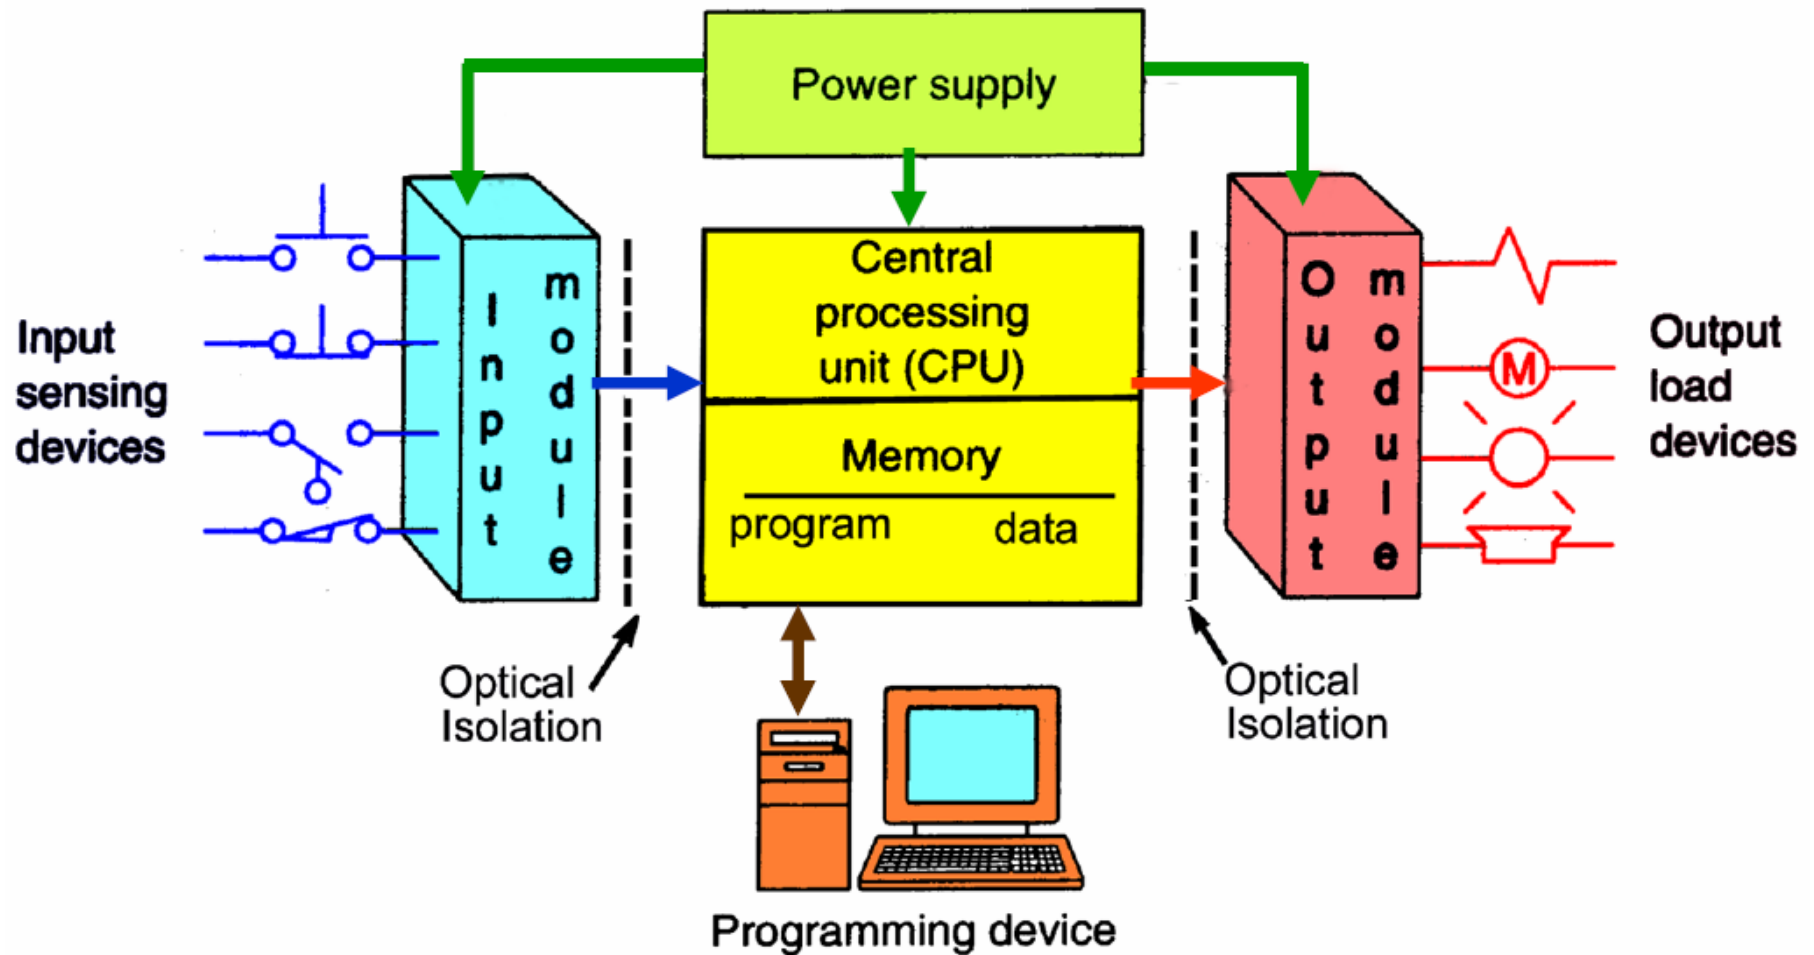 Power supply
Input
sensing
devices
Input
module
Central
processing
unit (CPU)
Memory
program data
Output
module
M
Output
load
devices
Optical
Isolation
Optical
Isolation
Programming device